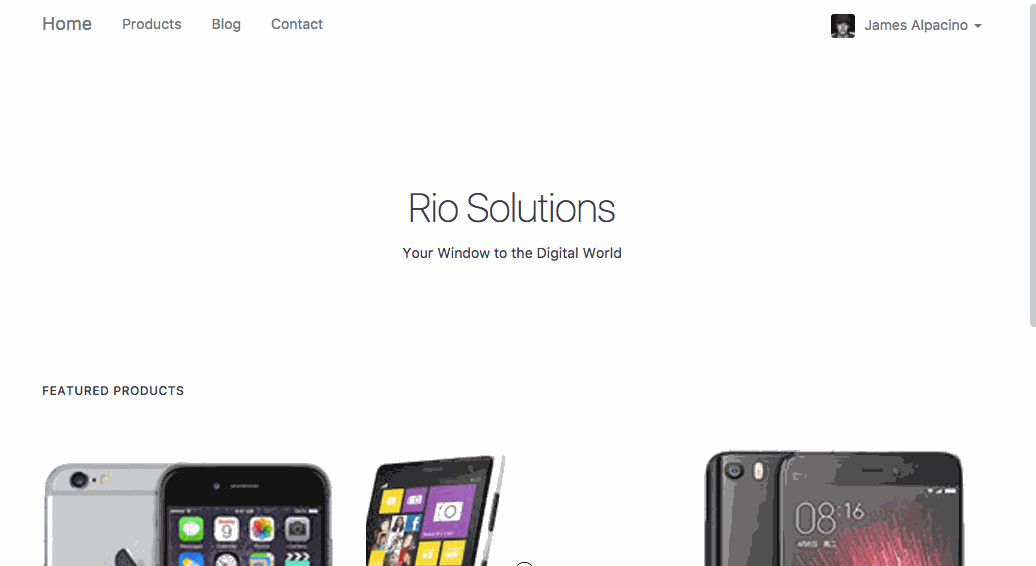 Home Products Blog Contact James Alpacino
Rio Solutions
Your Window to the Digital World
FEATURED PRODUCTS
08:16